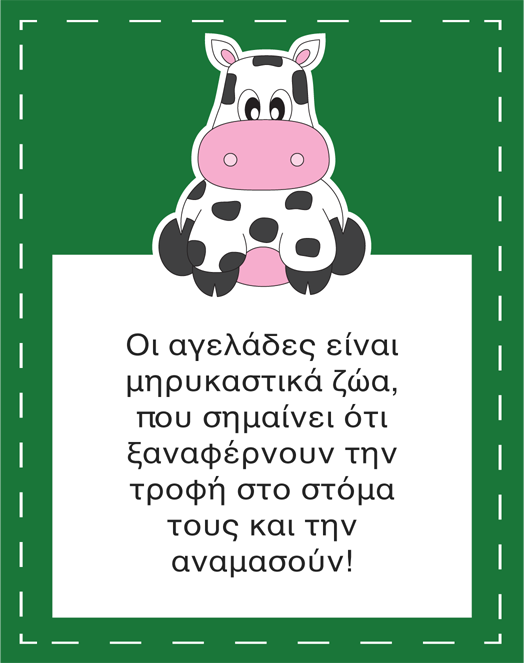 Οι αγελάδες είναι
μηρυκαστικά ζώα,
που σημαίνει ότι
ξαναφέρνουν την
τροφή στο στόμα
τους και την
αναμασούν!